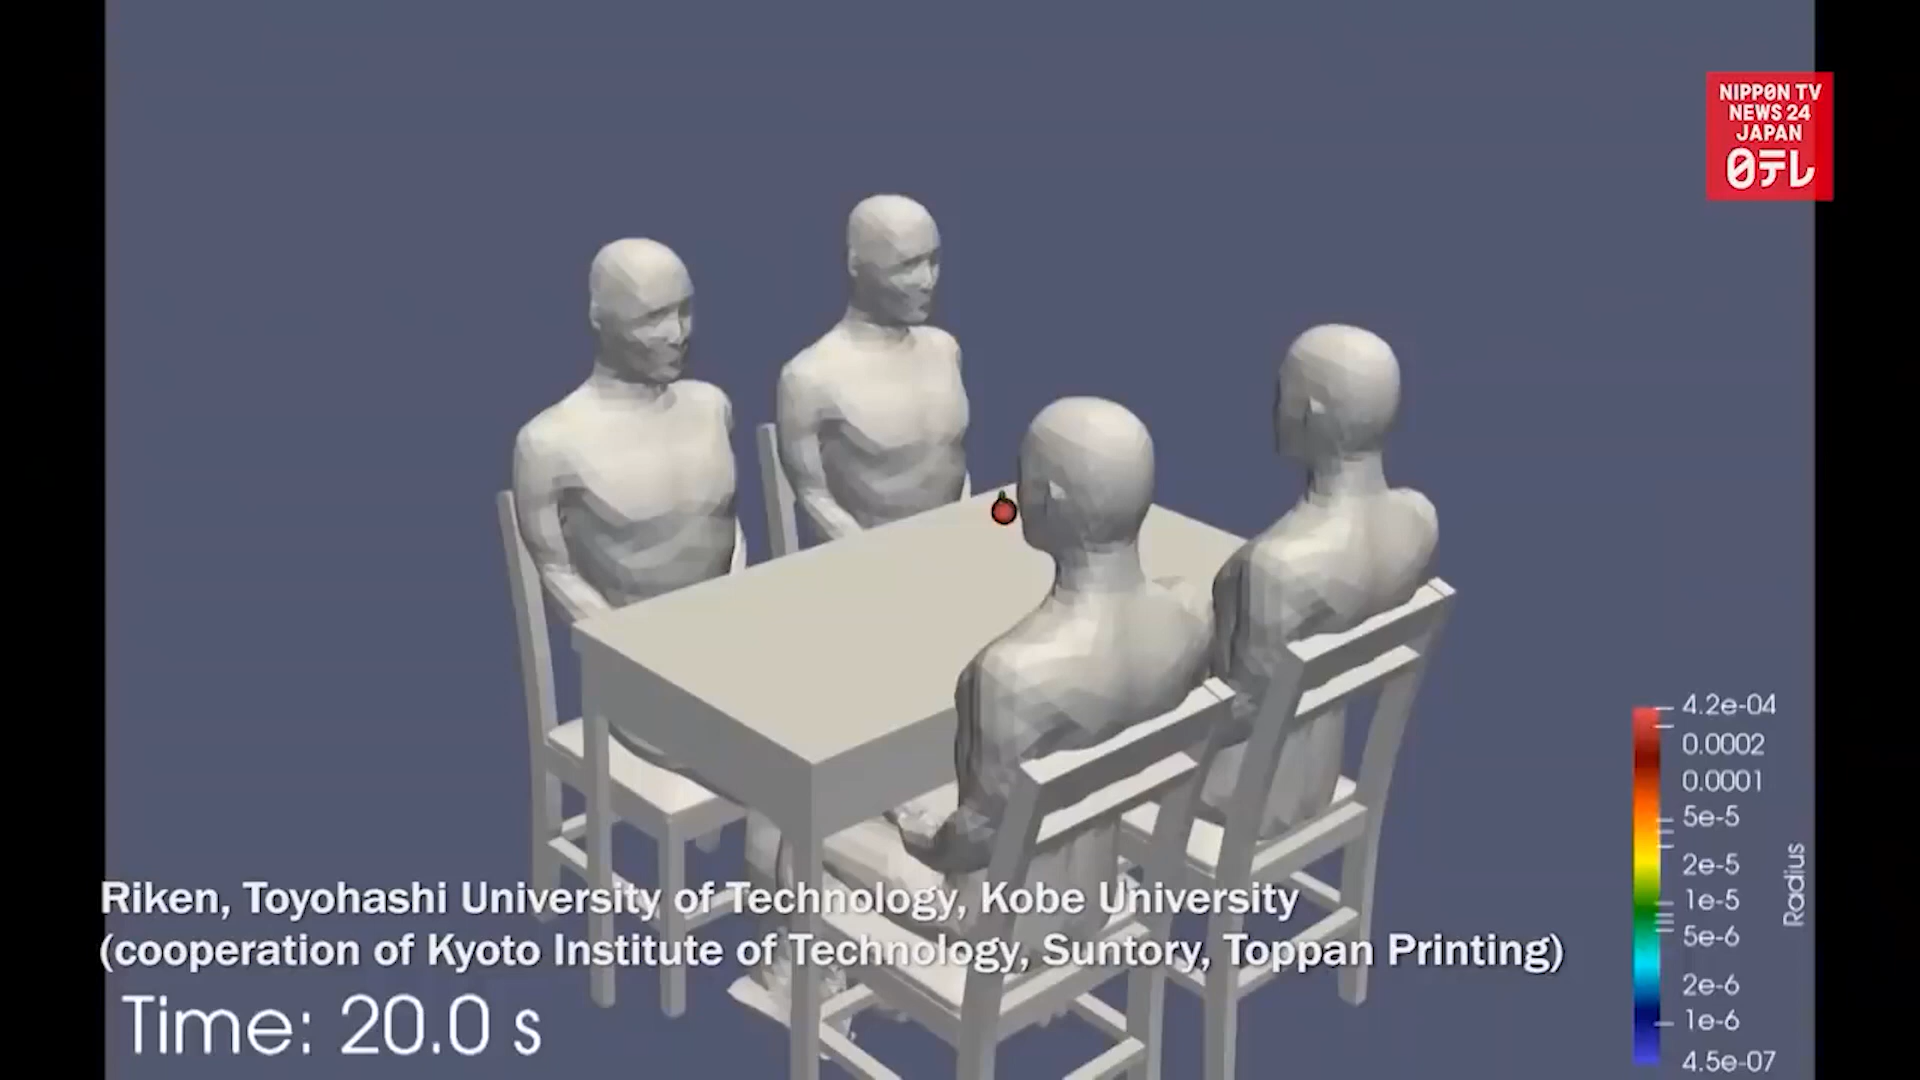 NIPPON TV
NEWS 24
JAPAN
日テレ
4.2e-04
0.0002
0.0001
5e-5
2e-5
1e-5
5e-6
2e-6
1e-6
4.5e-07
Radius
Riken, Toyohashi University of Technology, Kobe University
(cooperation of Kyoto Institute of Technology, Suntory, Toppan Printing)
Time: 20.0 s